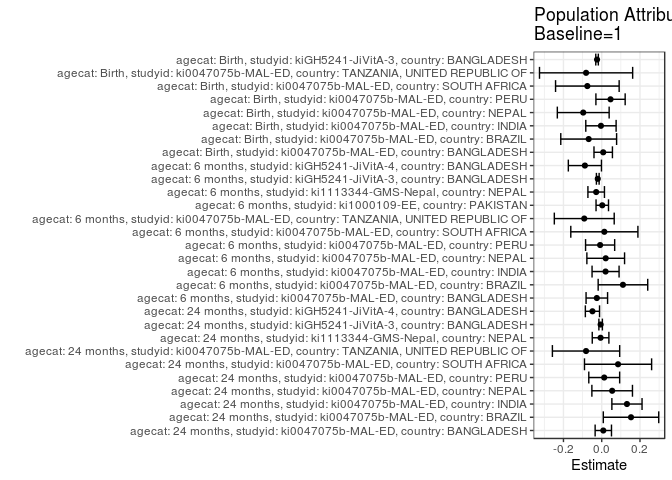 Population Attribu
Baseline=1
agecat: Birth, studyid: kiGH5241-JiVitA-3, country: BANGLADESH
agecat: Birth, studyid: ki0047075b-MAL-ED, country: TANZANIA, UNITED REPUBLIC OF
agecat: Birth, studyid: ki0047075b-MAL-ED, country: SOUTH AFRICA
agecat: Birth, studyid: ki0047075b-MAL-ED, country: PERU
agecat: Birth, studyid: ki0047075b-MAL-ED, country: NEPAL
agecat: Birth, studyid: ki0047075b-MAL-ED, country: INDIA
agecat: Birth, studyid: ki0047075b-MAL-ED, country: BRAZIL
agecat: Birth, studyid: ki0047075b-MAL-ED, country: BANGLADESH
agecat: 6 months, studyid: kiGH5241-JiVitA-4, country: BANGLADESH
agecat: 6 months, studyid: kiGH5241-JiVitA-3, country: BANGLADESH
agecat: 6 months, studyid: ki1113344-GMS-Nepal, country: NEPAL
agecat: 6 months, studyid: ki1000109-EE, country: PAKISTAN
agecat: 6 months, studyid: ki0047075b-MAL-ED, country: TANZANIA, UNITED REPUBLIC OF
agecat: 6 months, studyid: ki0047075b-MAL-ED, country: SOUTH AFRICA
agecat: 6 months, studyid: ki0047075b-MAL-ED, country: PERU
agecat: 6 months, studyid: ki0047075b-MAL-ED, country: NEPAL
agecat: 6 months, studyid: ki0047075b-MAL-ED, country: INDIA
agecat: 6 months, studyid: ki0047075b-MAL-ED, country: BRAZIL
agecat: 6 months, studyid: ki0047075b-MAL-ED, country: BANGLADESH
agecat: 24 months, studyid: kiGH5241-JiVitA-4, country: BANGLADESH
agecat: 24 months, studyid: kiGH5241-JiVitA-3, country: BANGLADESH
agecat: 24 months, studyid: ki1113344-GMS-Nepal, country: NEPAL
agecat: 24 months, studyid: ki0047075b-MAL-ED, country: TANZANIA, UNITED REPUBLIC OF
agecat: 24 months, studyid: ki0047075b-MAL-ED, country: SOUTH AFRICA
agecat: 24 months, studyid: ki0047075b-MAL-ED, country: PERU
agecat: 24 months, studyid: ki0047075b-MAL-ED, country: NEPAL
agecat: 24 months, studyid: ki0047075b-MAL-ED, country: INDIA
agecat: 24 months, studyid: ki0047075b-MAL-ED, country: BRAZIL
agecat: 24 months, studyid: ki0047075b-MAL-ED, country: BANGLADESH
-0.2 0.0 0.2
Estimate